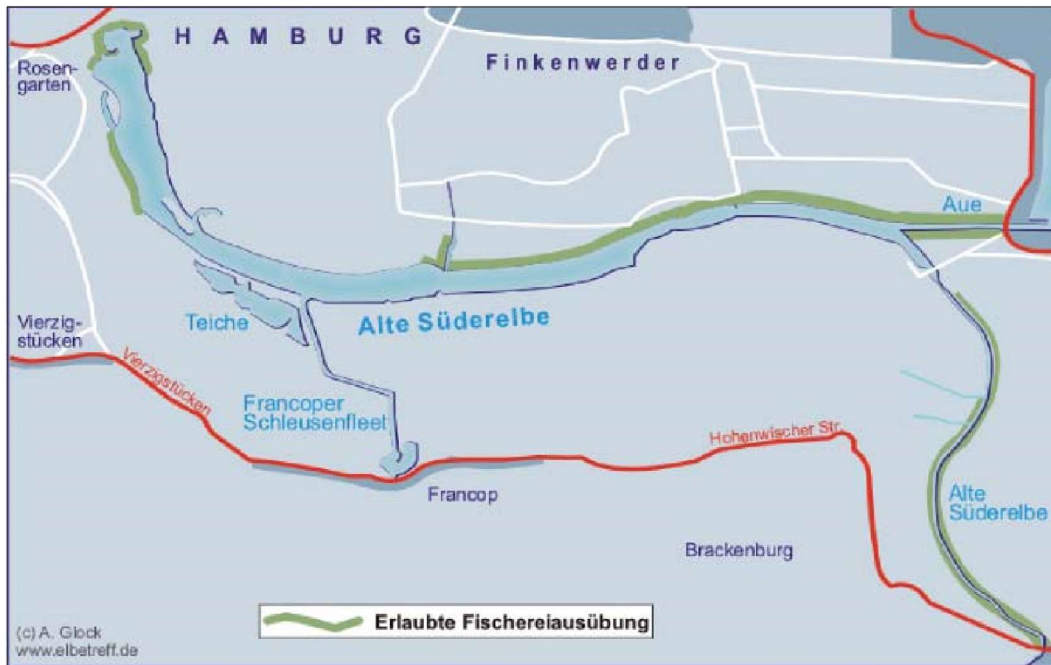 HAMBURG
Finkenwerder
Rosen-
garten
Aue
Teiche
Alte Süderelbe
Vierzig-
stücken
Vierzigstücken
Francoper
Schleusenfleet
Hohenwischer Str.
Francop
Alte
Süderelbe
Brackenburg
Erlaubte Fischereiausübung
(c) A. Glock
www.elbetreff.de